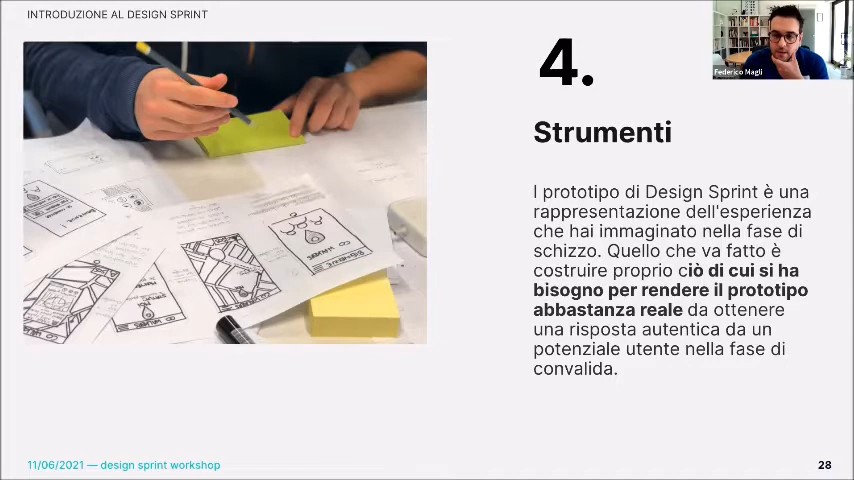 INTRODUZIONE AL DESIGN SPRINT
Federico Magli
4.
Strumenti
l prototipo di Design Sprint è una
rappresentazione dell'esperienza
che hai immaginato nella fase di
schizzo. Quello che va fatto è
costruire proprio ciò di cui si ha
bisogno per rendere il prototipo
abbastanza reale da ottenere
una risposta autentica da un
potenziale utente nella fase di
convalida.
11/06/2021 — design sprint workshop
28